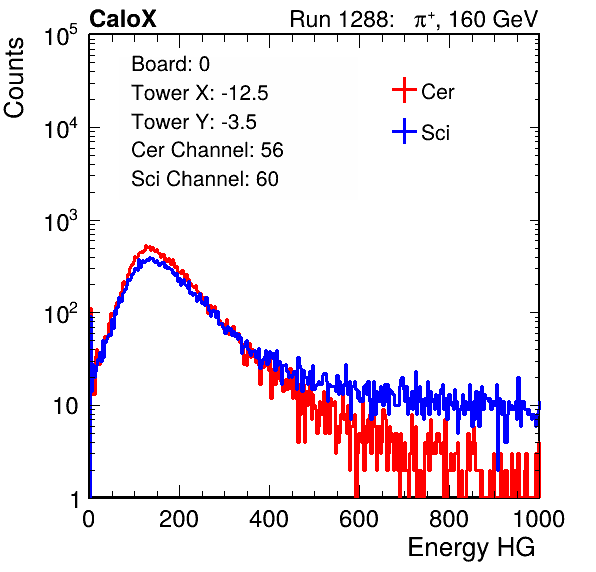 CaloX Run 1288: π⁺, 160 GeV
Counts
Board: 0
Tower X: -12.5
Tower Y: -3.5
Cer Channel: 56
Sci Channel: 60
Cer
Sci
10⁵
10⁴
10³
10²
10
1
0 200 400 600 800 1000
Energy HG